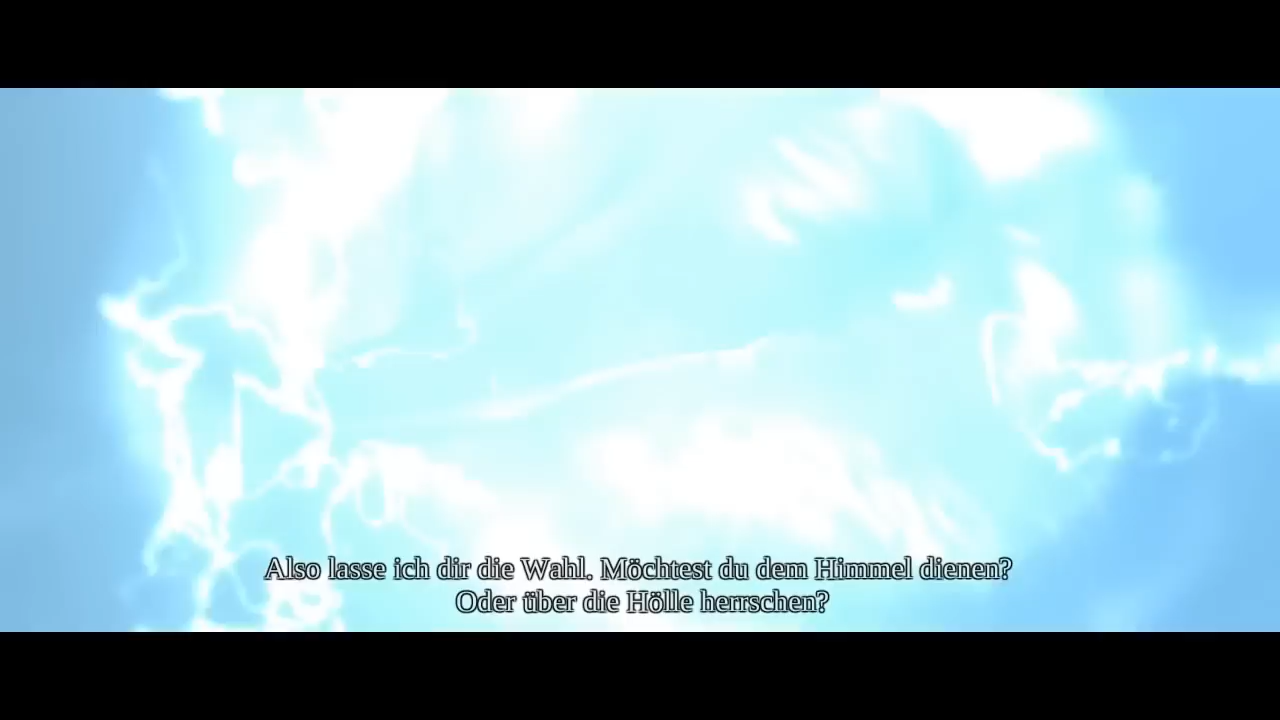 Also lasse ich dir die Wahl. Möchtest du dem Himmel dienen?
Oder über die Hölle herrschen?